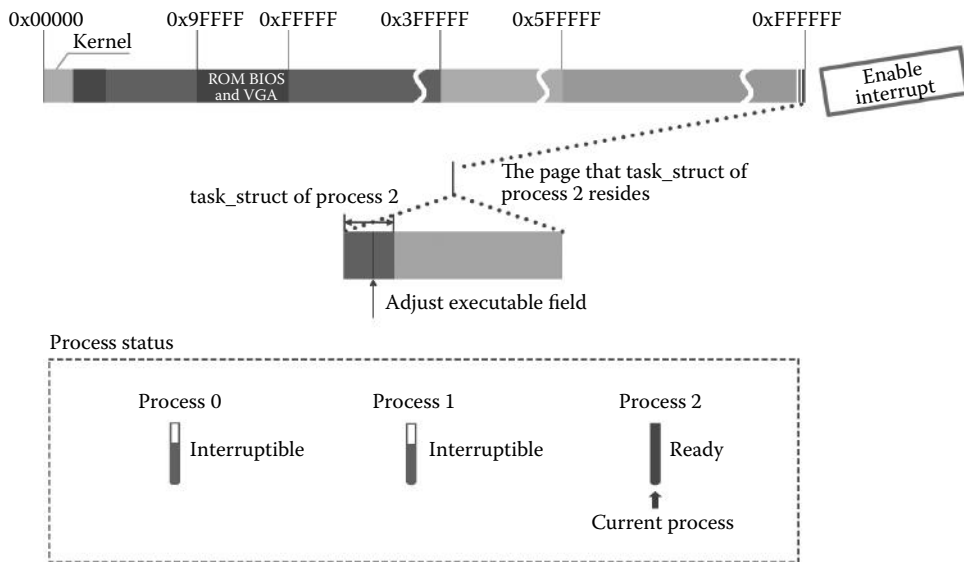 0x00000 0x9FFFF 0xFFFFF 0x3FFFFF 0x5FFFFF 0xFFFFFF
Kernel
ROM BIOS
and VGA
Enable
interrupt
The page that task_struct of
process 2 resides
task_struct of process 2
Adjust executable field
Process status
Process 0 Process 1 Process 2
Interruptible Interruptible Ready
Current process